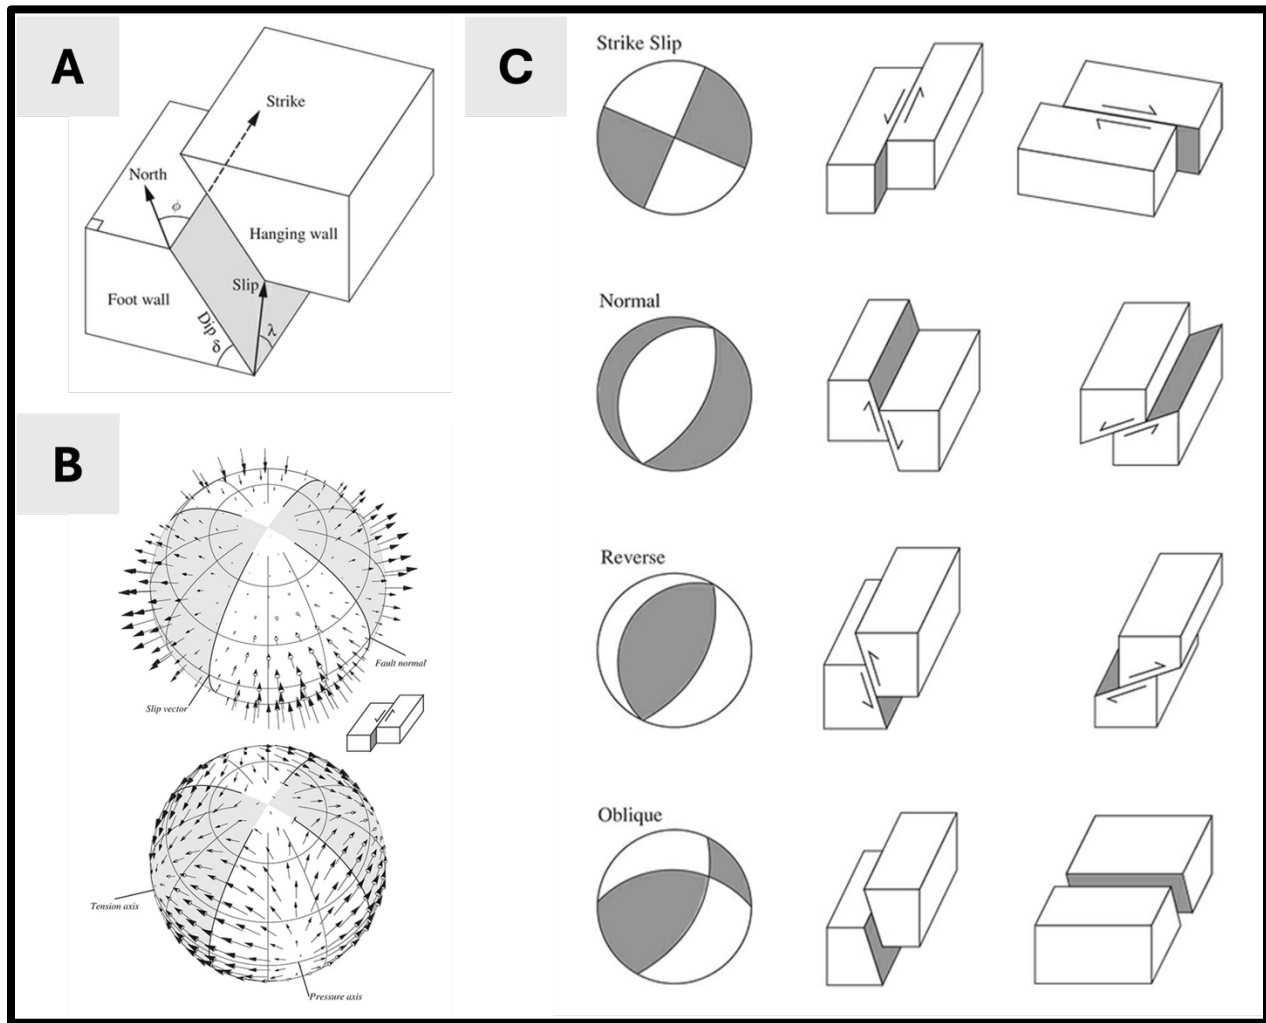 A
Strike
North
ϕ
Hanging wall
Foot wall
Slip
Dip
δ
λ
B
Fault normal
Slip vector
Tension axis
Pressure axis
C
Strike Slip
Normal
Reverse
Oblique